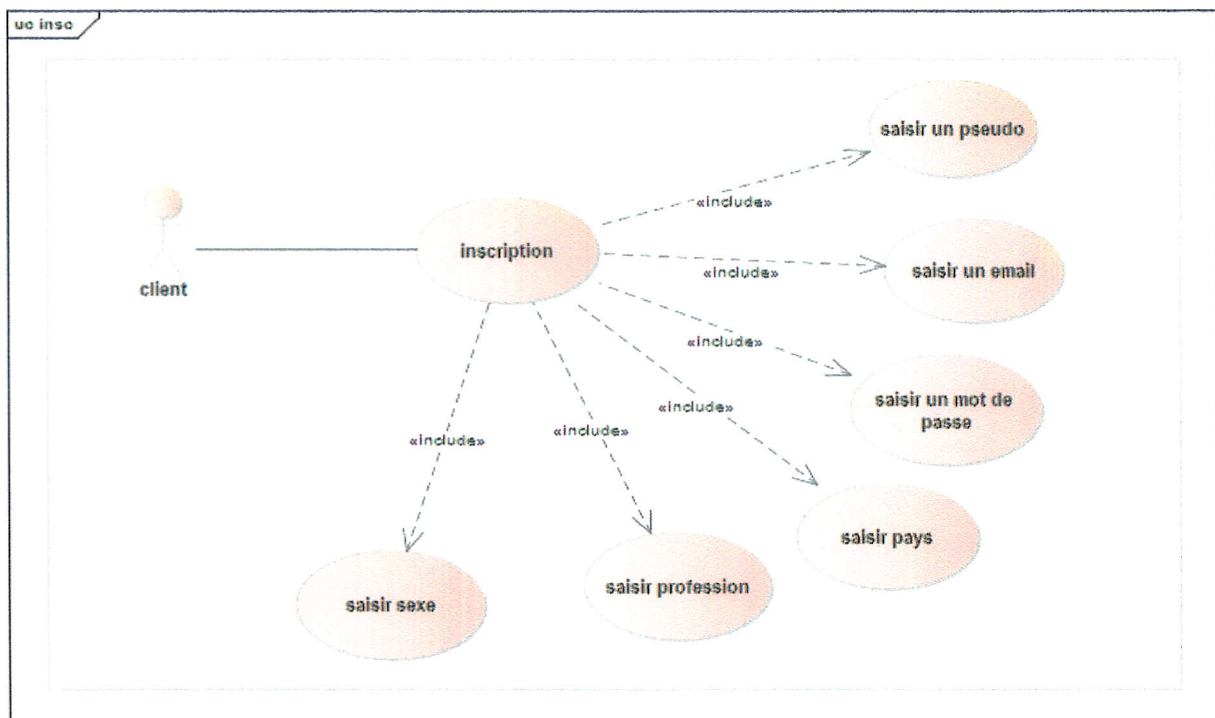 uc insc
saisir un pseudo
«include»
inscription
saisir un email
«include»
client
«include»
saisir un mot de
passe
«include»
«include»
«include»
saisir pays
saisir profession
saisir sexe